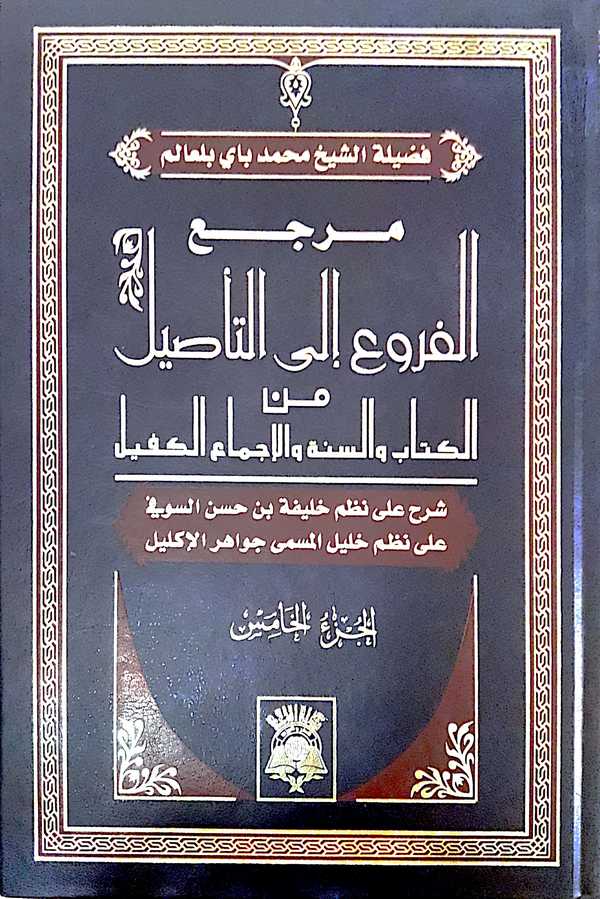 فضيلة الشيخ محمد باي بلعالم
مرجع
الفروع إلى التأصيل
من
الكتاب والسنة والإجماع الكفيل
شرح على نظم خليفة بن حسن السوفي
على نظم خليل المسمى جواهر الإكليل
الجزء الخامس